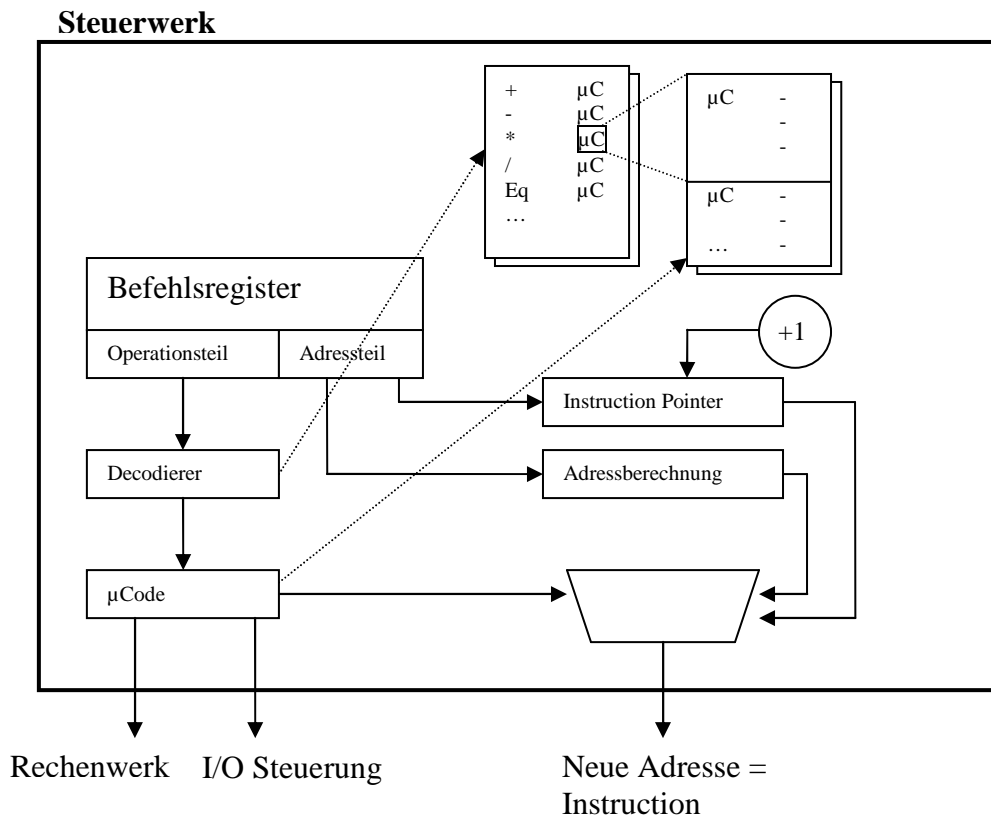 Steuerwerk
+ µC
- µC
* µC
/ µC
Eq µC
…
µC -
-
-
µC -
-
… -
Befehlsregister
Operationsteil Adressteil
+1
Instruction Pointer
Decodierer
Adressberechnung
µCode
Rechenwerk
I/O Steuerung
Neue Adresse =
Instruction